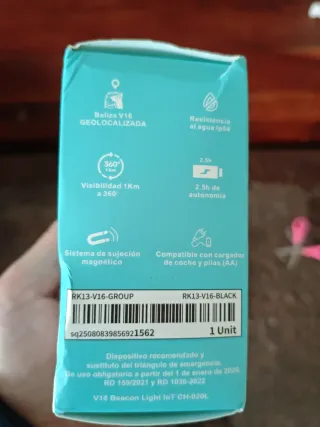 Baliza V16
GEOLOCALIZADA
Resistencia
al agua Ip54
360°
1 Km
Visibilidad 1Km
a 360°
2.5h
2.5h de
autonomía
Sistema de sujeción
magnético
Compatible con cargador
de coche y pilas (AA)
RK13-V16-GROUP
RK13-V16-BLACK
sq25080839856921562
1 Unit
Dispositivo recomendado y
sustituto del triángulo de emergencia.
De uso obligatorio a partir del 1 de enero de 2026
RD 159/2021 y RD 1030-2022
V16 Beacon Light IoT CH-020L